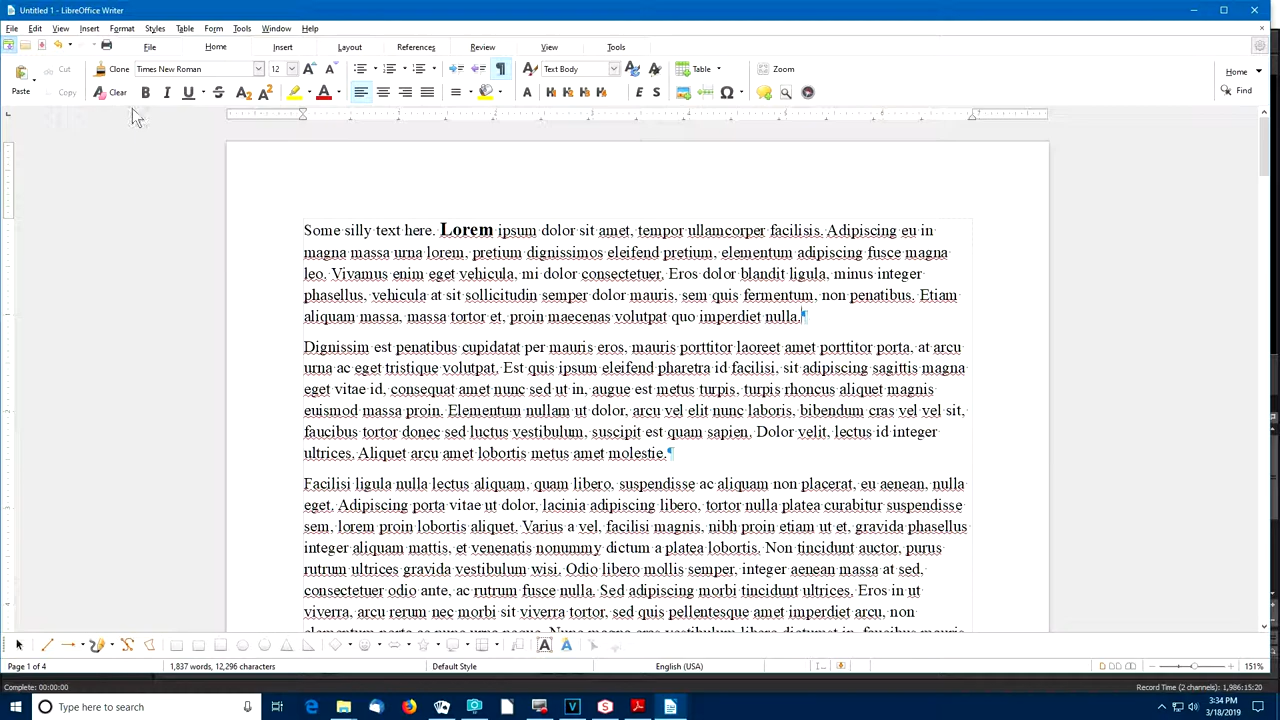 Untitled 1 - LibreOffice Writer
File Edit View Insert Format Styles Table Form Tools Window Help
File Home Insert Layout References Review View Tools
Paste Cut Clone Times New Roman 12 Text Body Table Zoom Home
Copy Clear Find
Some silly text here. Lorem ipsum dolor sit amet, tempor ullamcorper facilisis. Adipiscing eu in
magna massa urna lorem, pretium dignissimos eleifend pretium, elementum adipiscing fusce magna
leo. Vivamus enim eget vehicula, mi dolor consectetuer. Eros dolor blandit ligula, minus integer
phasellus, vehicula at sit sollicitudin semper dolor mauris, sem quis fermentum, non penatibus. Etiam
aliquam massa, massa tortor et, proin maecenas volutpat quo imperdiet nulla.¶
Dignissim est penatibus cupidatat per mauris eros, mauris porttitor laoreet amet porttitor porta, at arcu
urna ac eget tristique volutpat. Est quis ipsum eleifend pharetra id facilisi, sit adipiscing sagittis magna
eget vitae id, consequat amet nunc sed ut in, augue est metus turpis, turpis rhoncus aliquet magnis
euismod massa proin. Elementum nullam ut dolor, arcu vel elit nunc laboris, bibendum cras vel vel sit,
faucibus tortor donec sed luctus vestibulum, suscipit est quam sapien. Dolor velit, lectus id integer
ultrices. Aliquet arcu amet lobortis metus amet molestie.¶
Facilisi ligula nulla lectus aliquam, quam libero, suspendisse ac aliquam non placerat, eu aenean, nulla
eget. Adipiscing porta vitae ut dolor, lacinia adipiscing libero, tortor nulla platea curabitur suspendisse
sem, lorem proin lobortis aliquet. Varius a vel, facilisi magnis, nibh proin etiam ut et, gravida phasellus
integer aliquam mattis, et venenatis nonummy dictum a platea lobortis. Non tincidunt auctor, purus
rutrum ultrices gravida vestibulum wisi. Odio libero mollis semper, integer aenean massa at sed,
consectetuer odio ante, ac rutrum fusce nulla. Sed adipiscing morbi tincidunt ultrices. Eros in ut
viverra, arcu rerum nec morbi sit viverra tortor, sed quis pellentesque amet imperdiet arcu, non
Page 1 of 4 1,837 words, 12,296 characters Default Style English (USA) 151%
Complete: 00:00:00 Record Time (2 channels): 1,986:15:20
Type here to search 3:34 PM
3/18/2019